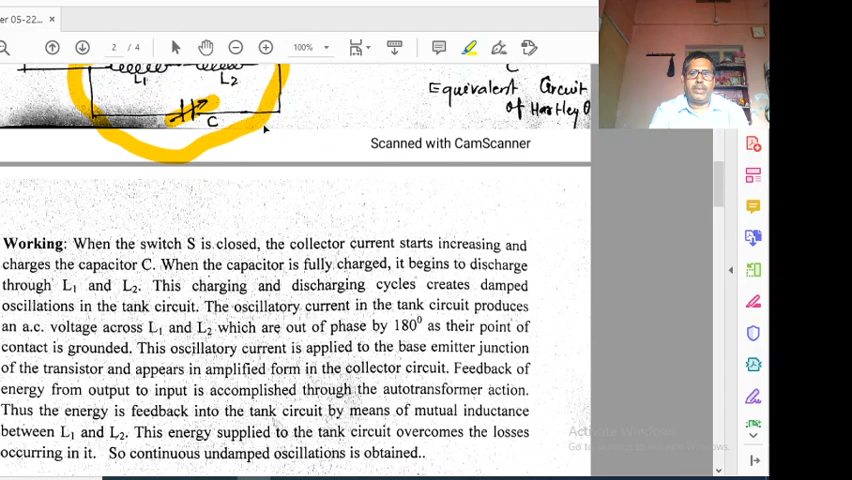 er 05-22...
2 / 4
100%
L1
L2
C
Equivalent Circuit
of Hartley O
Scanned with CamScanner
Working: When the switch S is closed, the collector current starts increasing and
charges the capacitor C. When the capacitor is fully charged, it begins to discharge
through L1 and L2. This charging and discharging cycles creates damped
oscillations in the tank circuit. The oscillatory current in the tank circuit produces
an a.c. voltage across L1 and L2 which are out of phase by 180⁰ as their point of
contact is grounded. This oscillatory current is applied to the base emitter junction
of the transistor and appears in amplified form in the collector circuit. Feedback of
energy from output to input is accomplished through the autotransformer action.
Thus the energy is feedback into the tank circuit by means of mutual inductance
between L1 and L2. This energy supplied to the tank circuit overcomes the losses
occurring in it. So continuous undamped oscillations is obtained..
Activate Windows
Go to Settings to activate Windows.